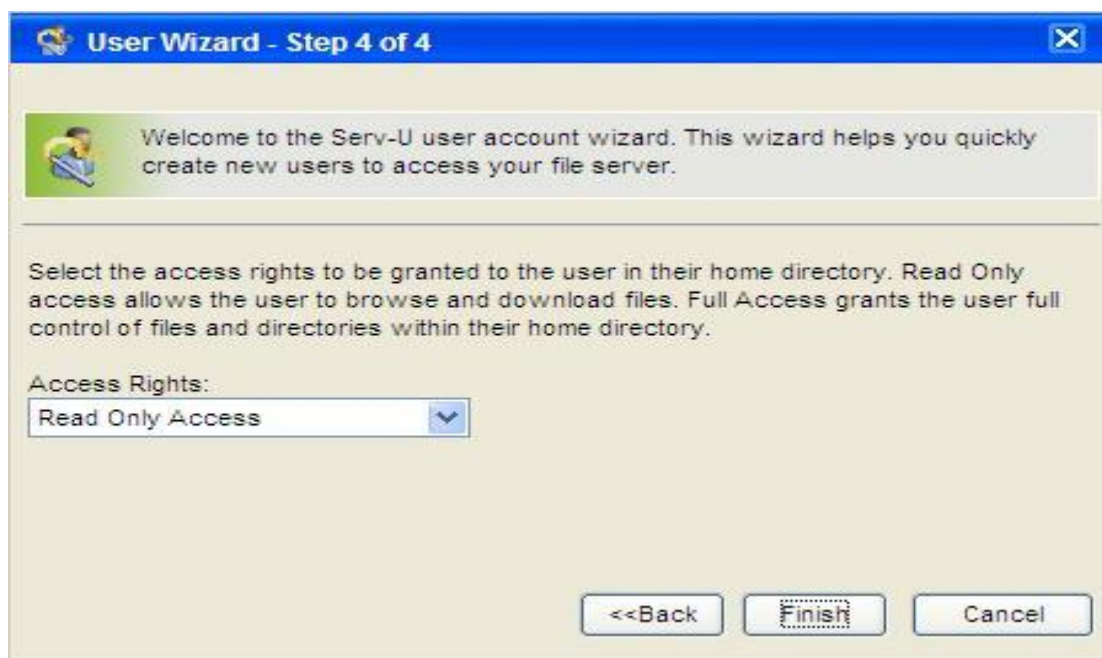 User Wizard - Step 4 of 4
Welcome to the Serv-U user account wizard. This wizard helps you quickly
create new users to access your file server.
Select the access rights to be granted to the user in their home directory. Read Only
access allows the user to browse and download files. Full Access grants the user full
control of files and directories within their home directory.
Access Rights:
Read Only Access
<<Back
Finish
Cancel